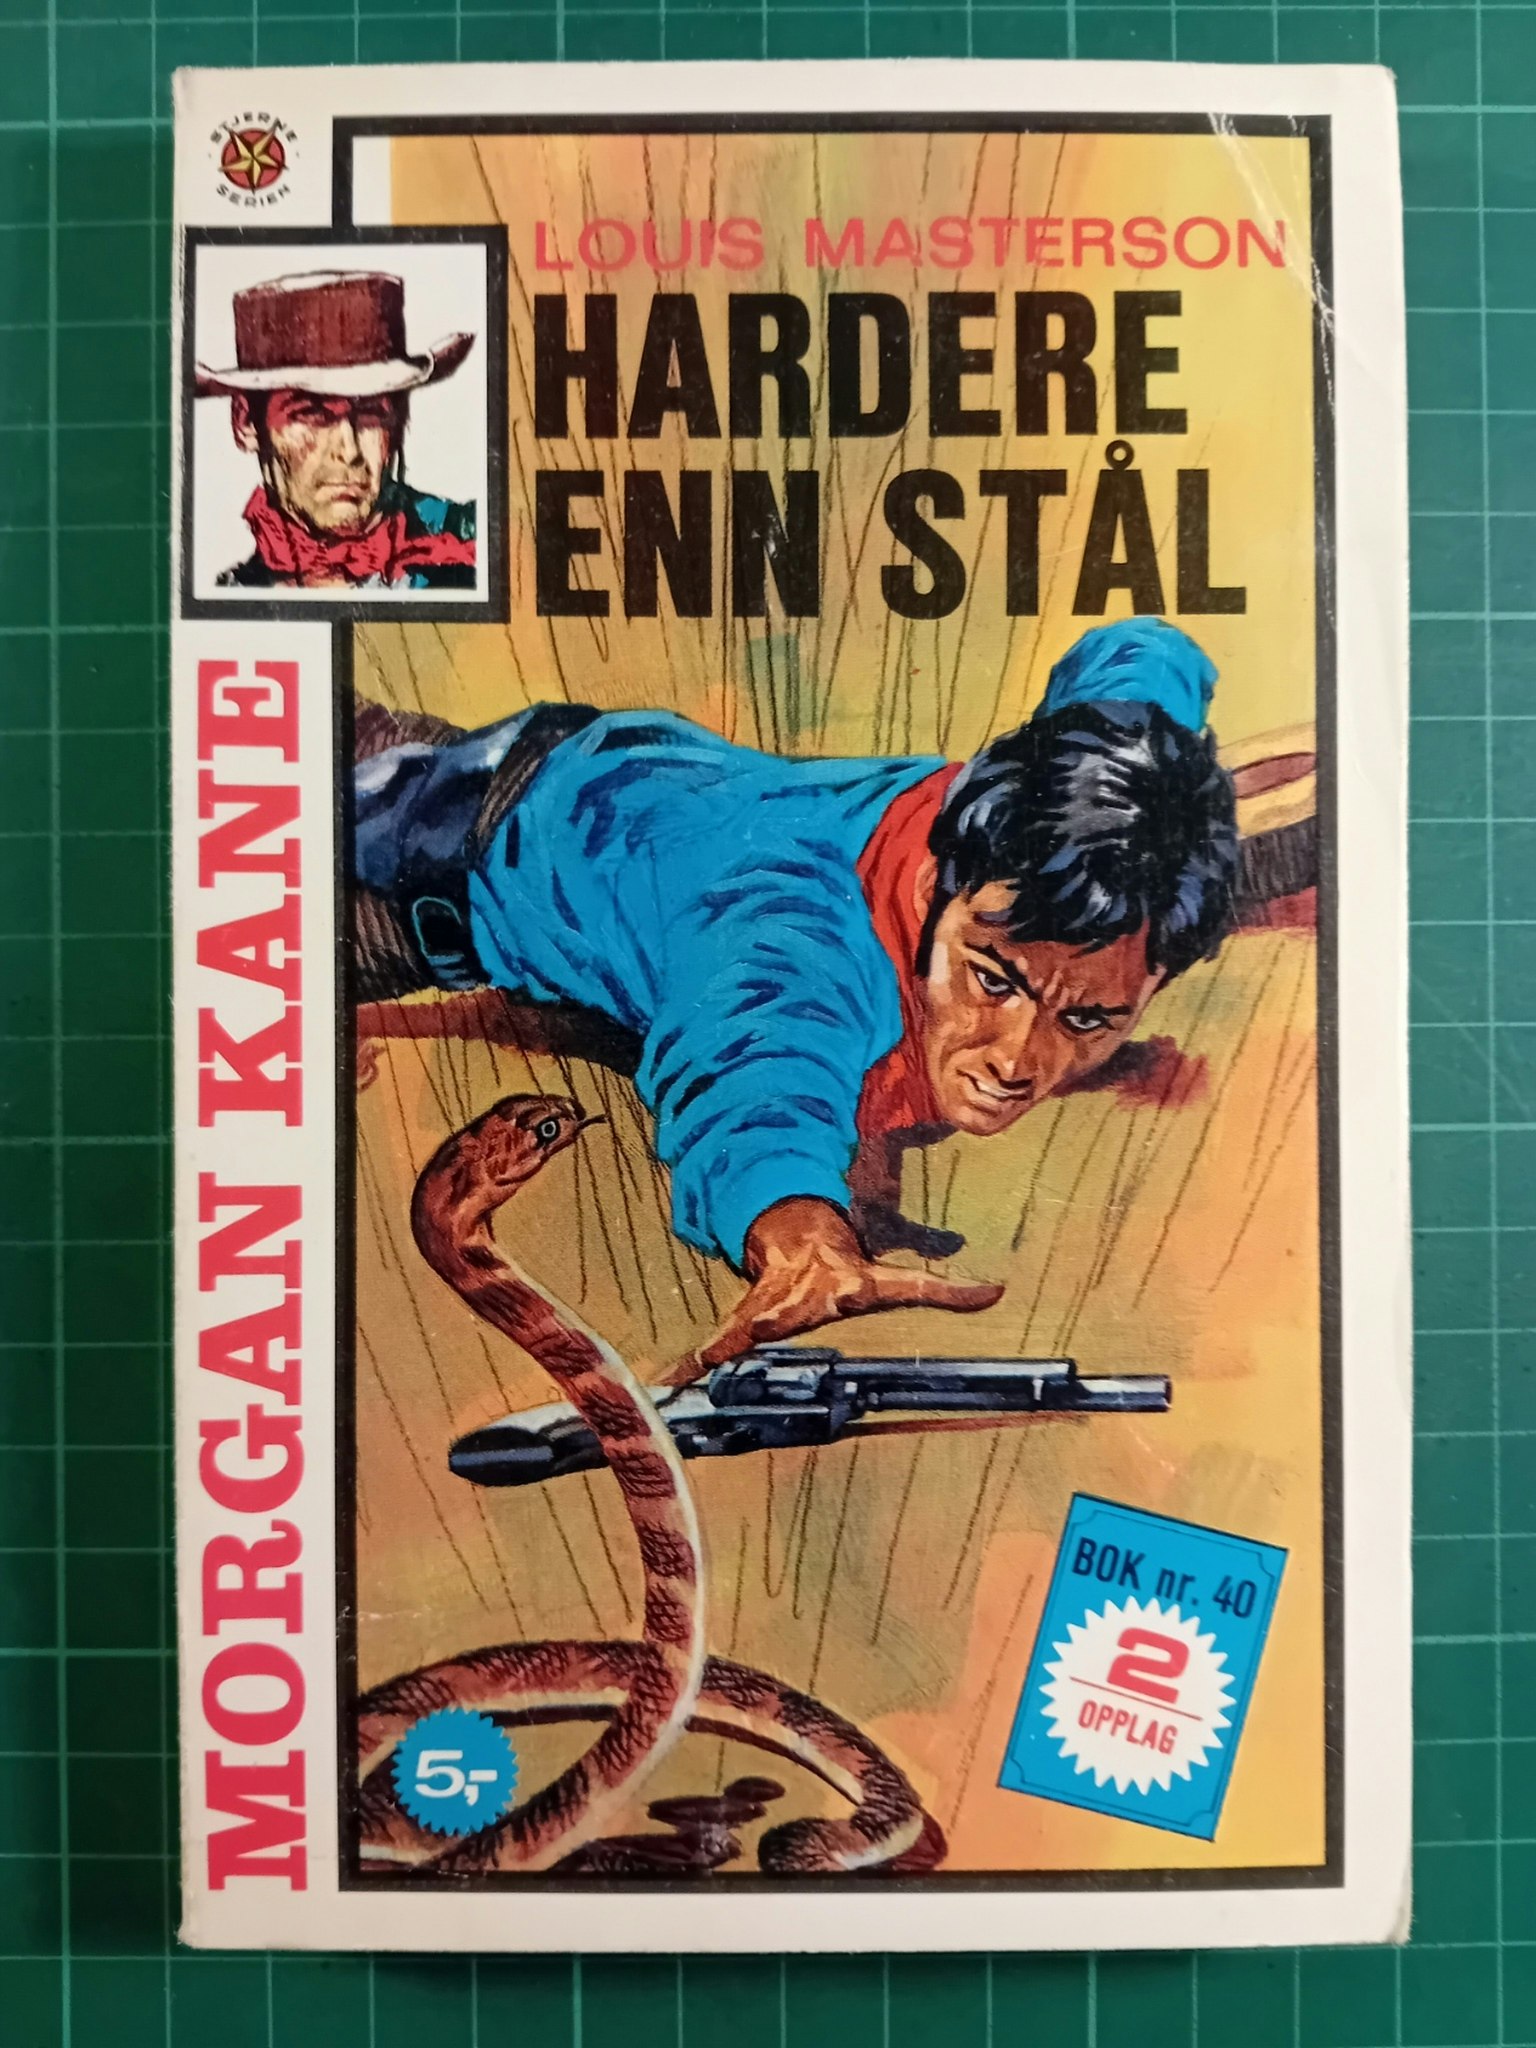 STJERNE
SERIEN
LOUIS MASTERSON
HARDERE
ENN STÅL
MORGAN KANE
BOK nr. 40
2
OPPLAG
5,-